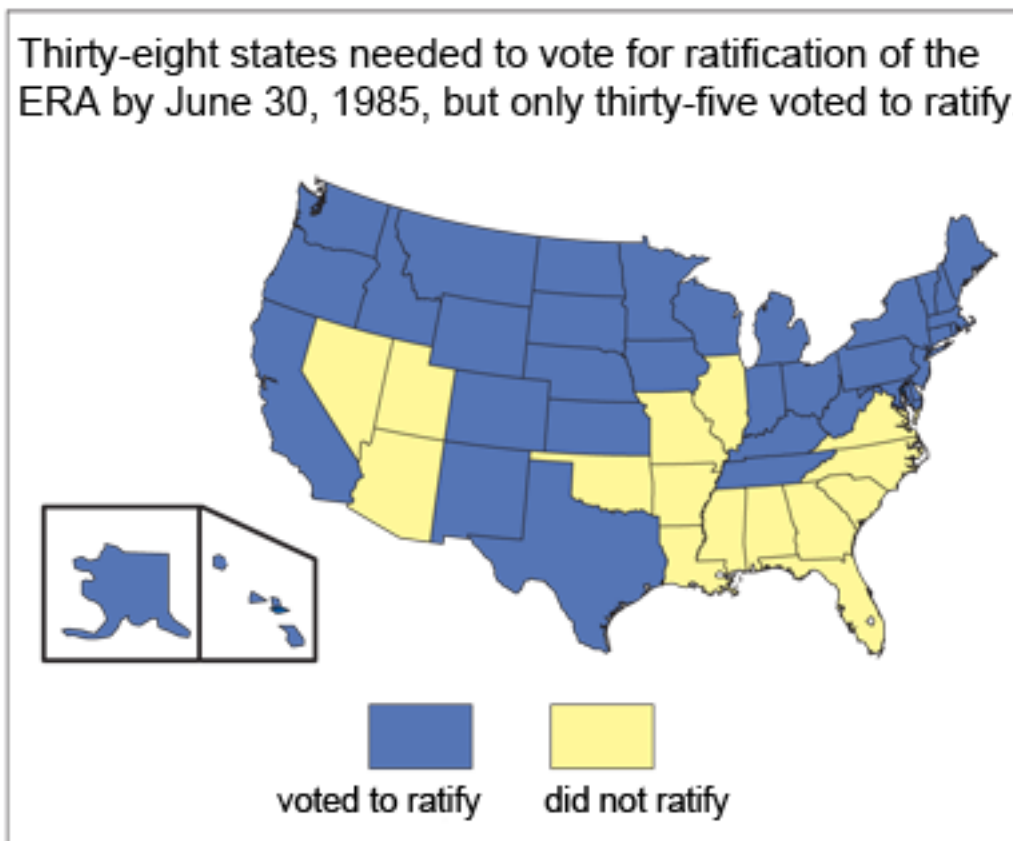 Thirty-eight states needed to vote for ratification of the
ERA by June 30, 1985, but only thirty-five voted to ratify
voted to ratify
did not ratify